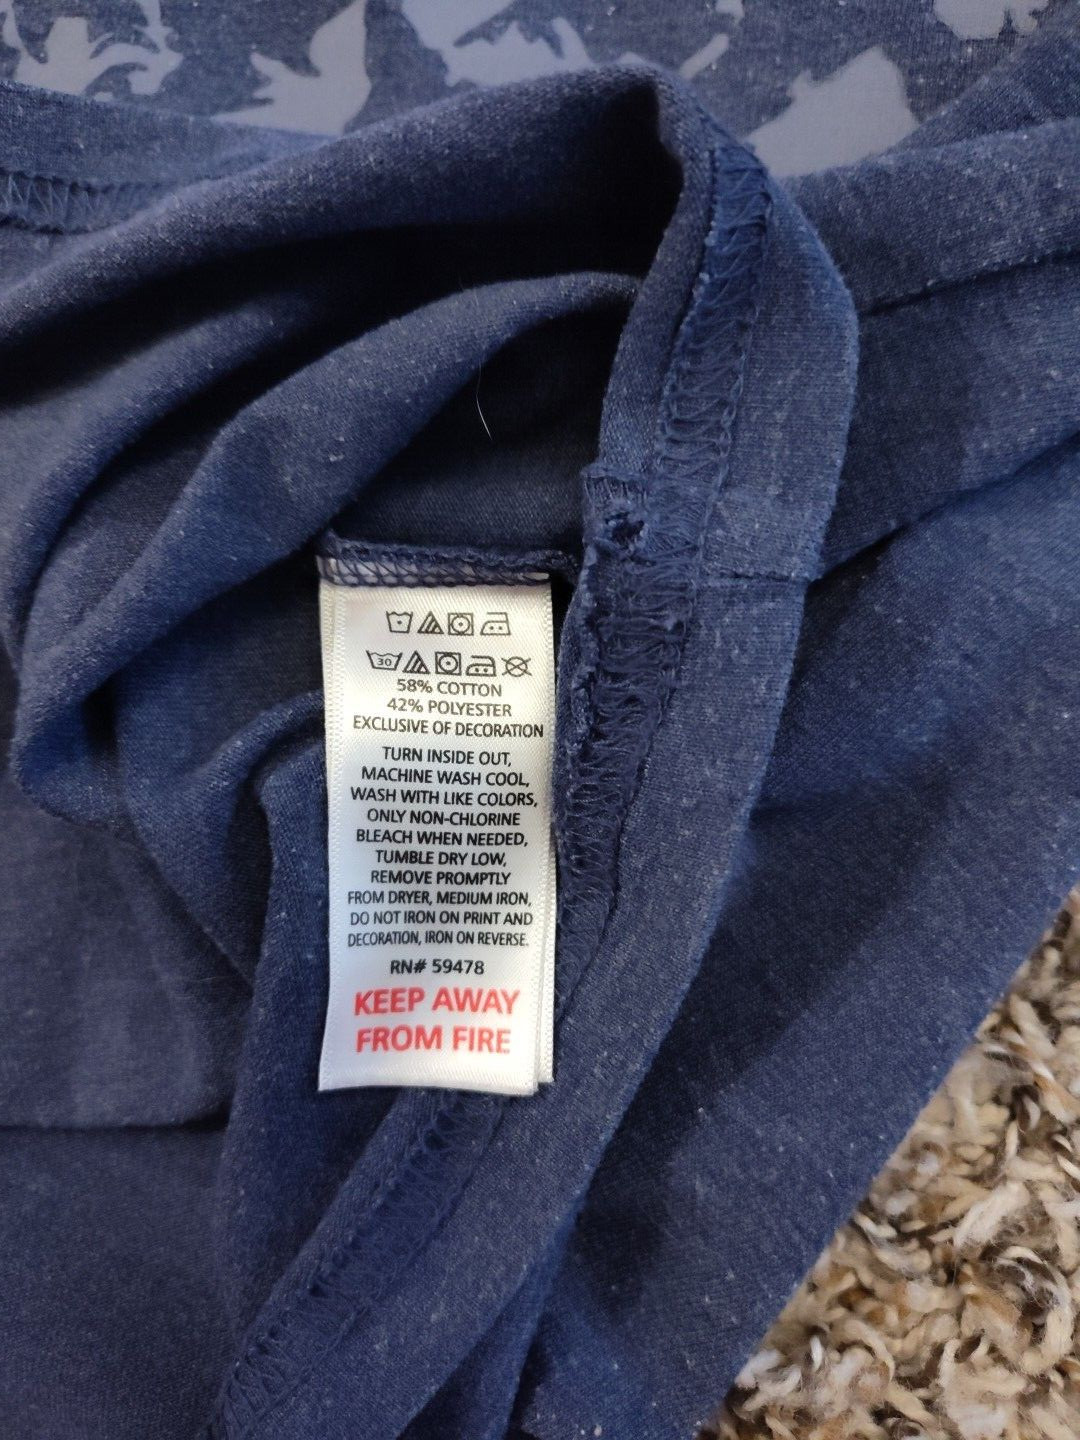 30
58% COTTON
42% POLYESTER
EXCLUSIVE OF DECORATION
TURN INSIDE OUT,
MACHINE WASH COOL,
WASH WITH LIKE COLORS,
ONLY NON-CHLORINE
BLEACH WHEN NEEDED,
TUMBLE DRY LOW,
REMOVE PROMPTLY
FROM DRYER, MEDIUM IRON,
DO NOT IRON ON PRINT AND
DECORATION, IRON ON REVERSE.
RN# 59478
KEEP AWAY
FROM FIRE